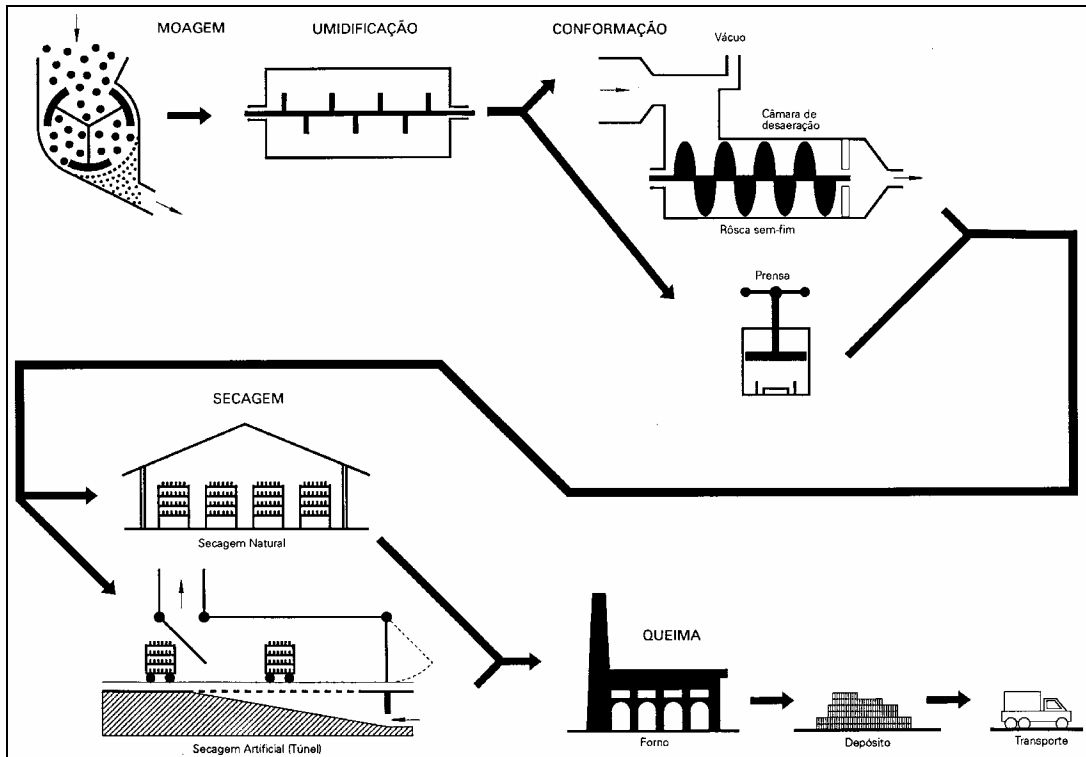 MOAGEM
UMIDIFICAÇÃO
CONFORMAÇÃO
Vácuo
Câmara de
desaeração
Rôsca sem-fim
Prensa
SECAGEM
Secagem Natural
Secagem Artificial (Túnel)
QUEIMA
Forno
Depósito
Transporte